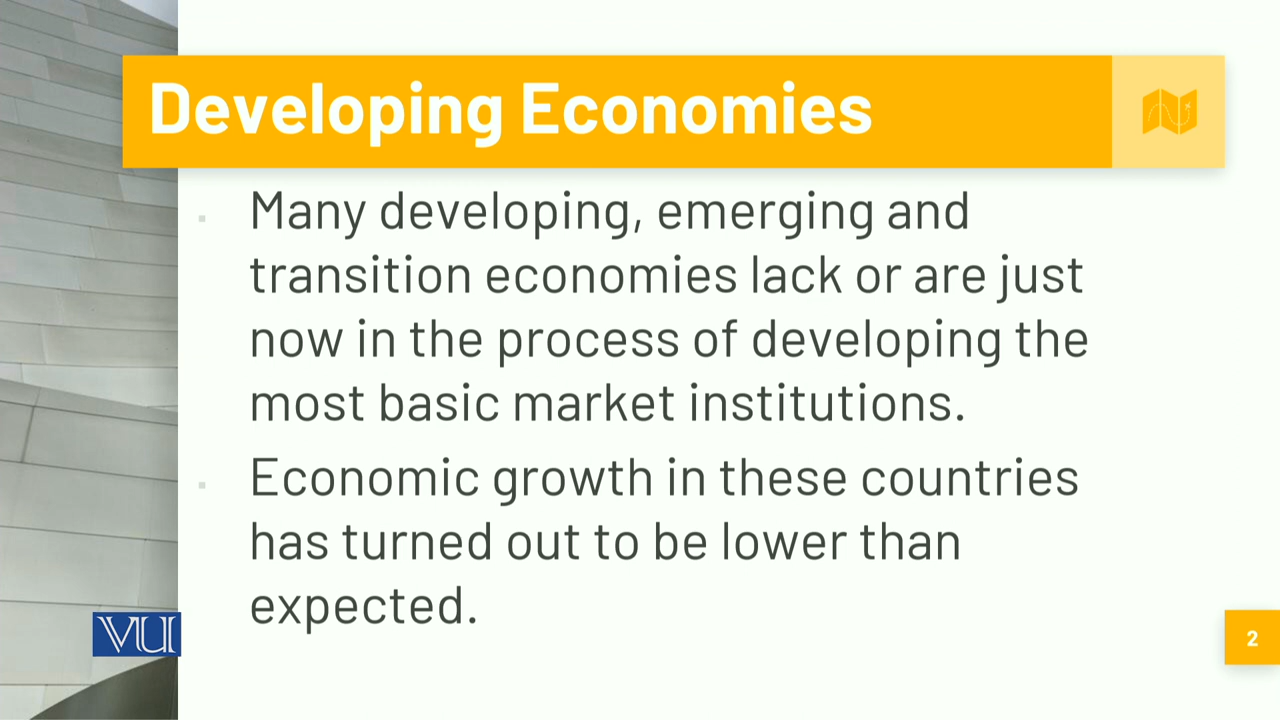 Developing Economies
Many developing, emerging and
transition economies lack or are just
now in the process of developing the
most basic market institutions.
Economic growth in these countries
has turned out to be lower than
expected.
VU
2